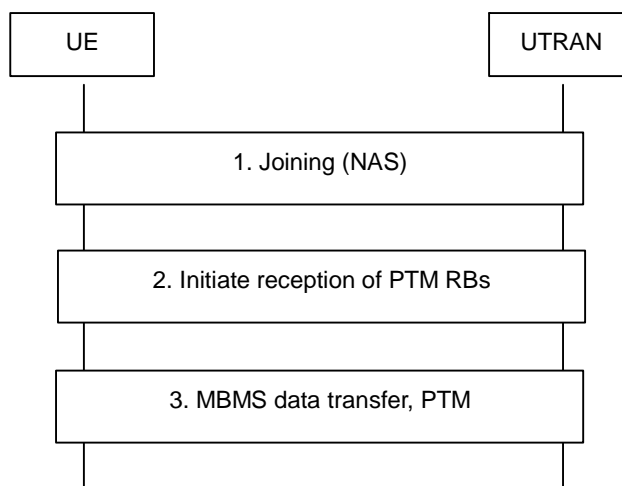 UE
UTRAN
1. Joining (NAS)
2. Initiate reception of PTM RBs
3. MBMS data transfer, PTM